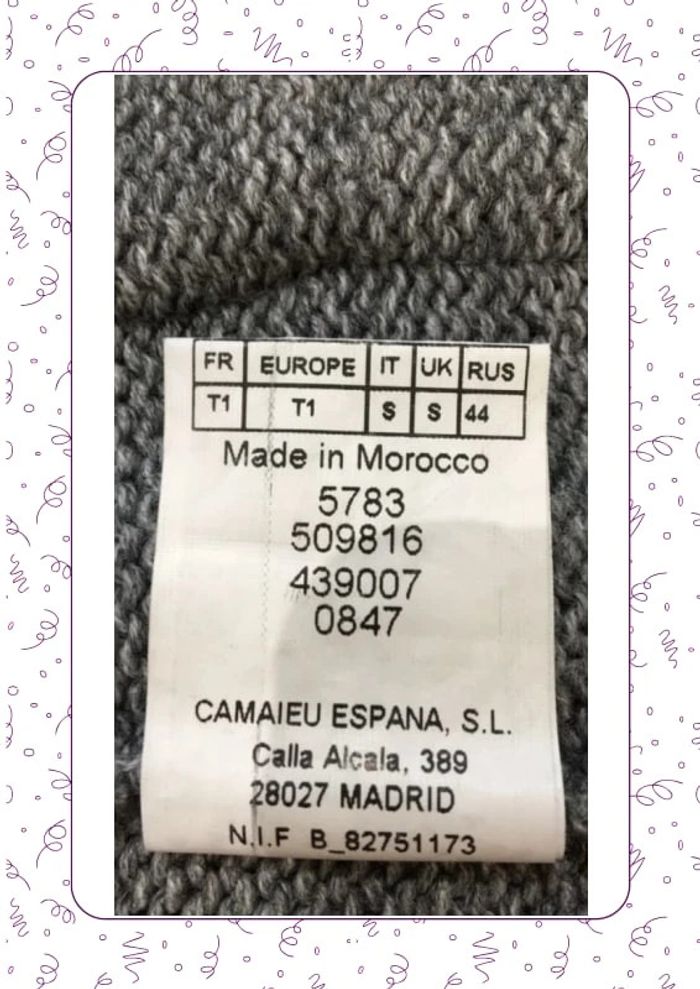 FR EUROPE IT UK RUS
T1 T1 S S 44
Made in Morocco
5783
509816
439007
0847
CAMAIEU ESPANA, S.L.
Calla Alcala, 389
28027 MADRID
N.I.F B_82751173